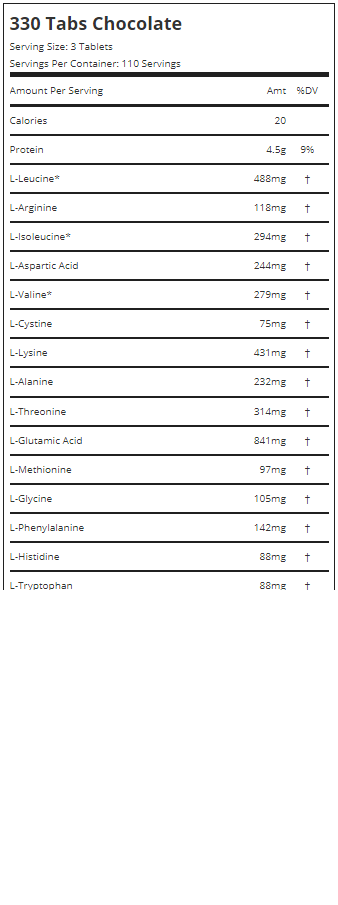 330 Tabs Chocolate
Serving Size: 3 Tablets
Servings Per Container: 110 Servings
Amount Per Serving Amt %DV
Calories 20
Protein 4.5g 9%
L-Leucine* 488mg †
L-Arginine 118mg †
L-Isoleucine* 294mg †
L-Aspartic Acid 244mg †
L-Valine* 279mg †
L-Cystine 75mg †
L-Lysine 431mg †
L-Alanine 232mg †
L-Threonine 314mg †
L-Glutamic Acid 841mg †
L-Methionine 97mg †
L-Glycine 105mg †
L-Phenylalanine 142mg †
L-Histidine 88mg †
L-Tryptophan 88mg †